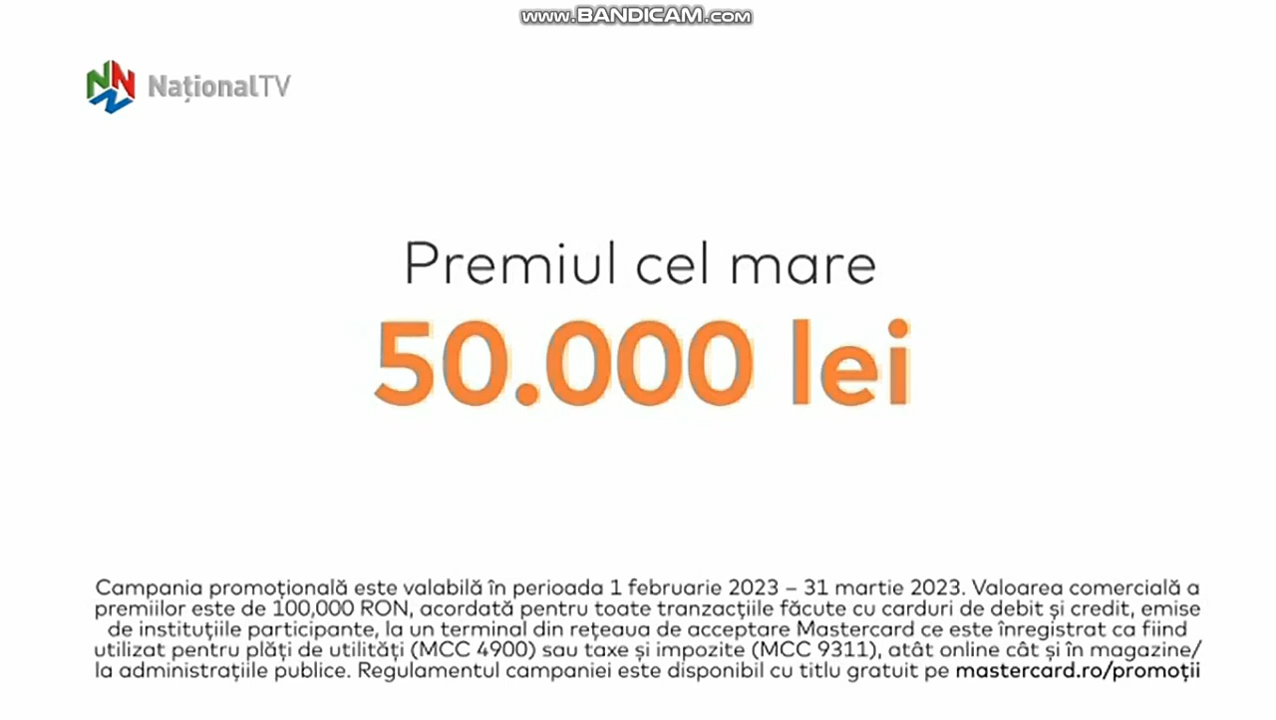 www.BANDICAM.com
NaționalTV
Premiul cel mare
50.000 lei
Campania promoțională este valabilă în perioada 1 februarie 2023 – 31 martie 2023. Valoarea comercială a
premiilor este de 100,000 RON, acordată pentru toate tranzacțiile făcute cu carduri de debit și credit, emise
de instituțiile participante, la un terminal din rețeaua de acceptare Mastercard ce este înregistrat ca fiind
utilizat pentru plăți de utilități (MCC 4900) sau taxe și impozite (MCC 9311), atât online cât și în magazine/
la administrațiile publice. Regulamentul campaniei este disponibil cu titlu gratuit pe mastercard.ro/promoții